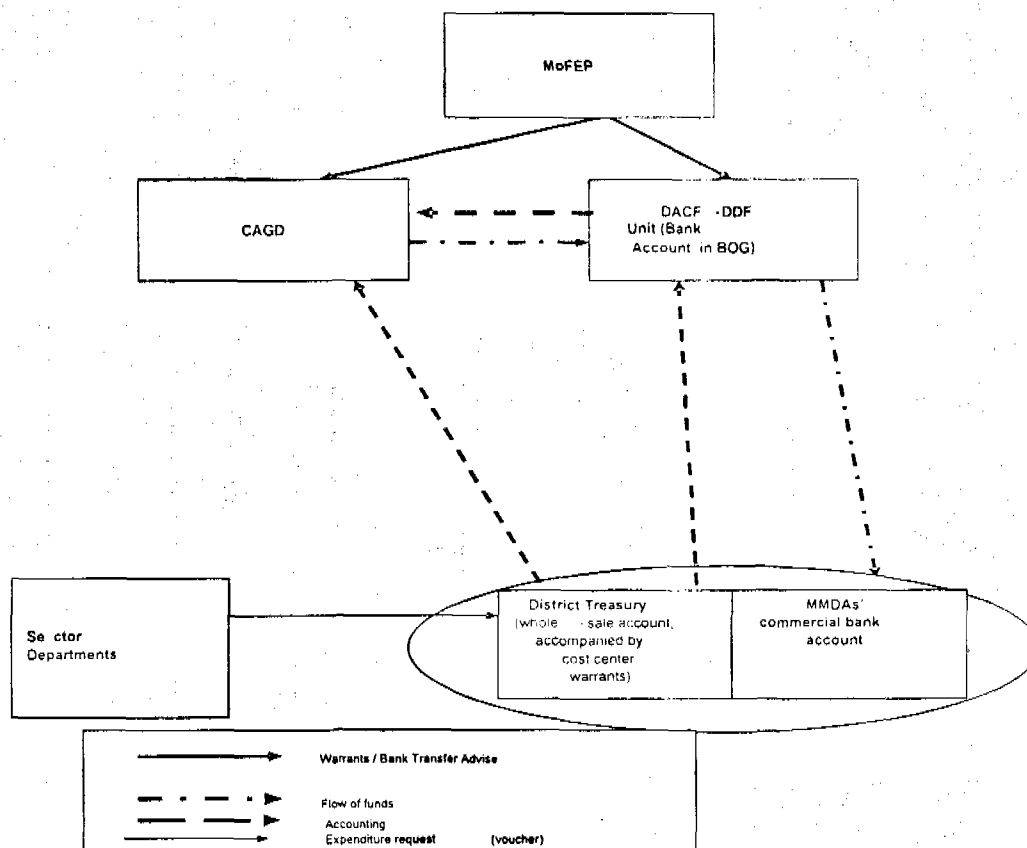 MoFEP
CAGD
DACF -DDF
Unit (Bank
Account in BOG)
Se ctor
Departments
District Treasury
(whole - sale account,
accompanied by
cost center
warrants)
MMDAs'
commercial bank
account
Warrants / Bank Transfer Advise
Flow of funds
Accounting
Expenditure request (voucher)